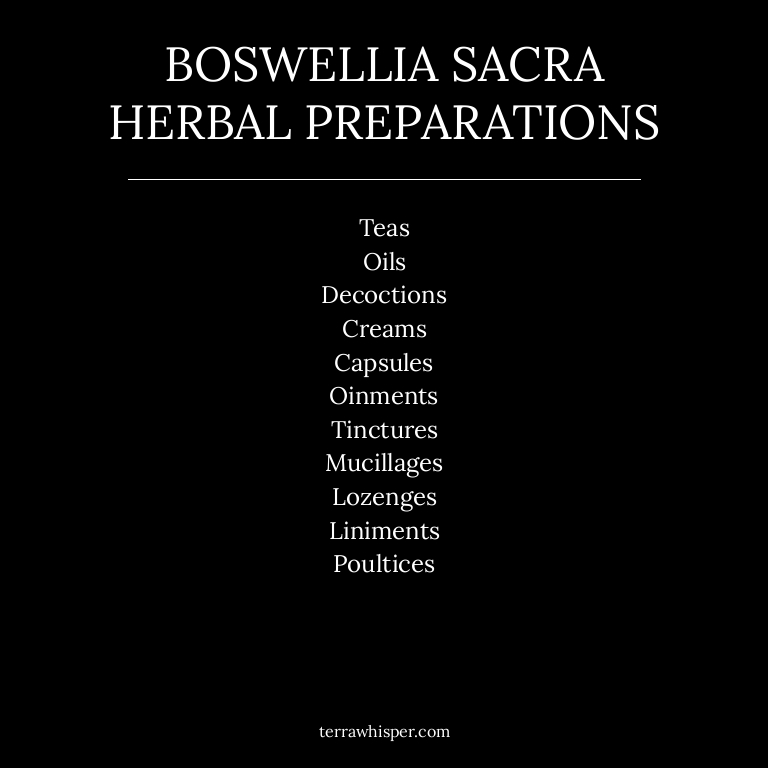 BOSWELLIA SACRA
HERBAL PREPARATIONS
Teas
Oils
Decoctions
Creams
Capsules
Oinments
Tinctures
Mucillages
Lozenges
Liniments
Poultices
terrawhisper.com